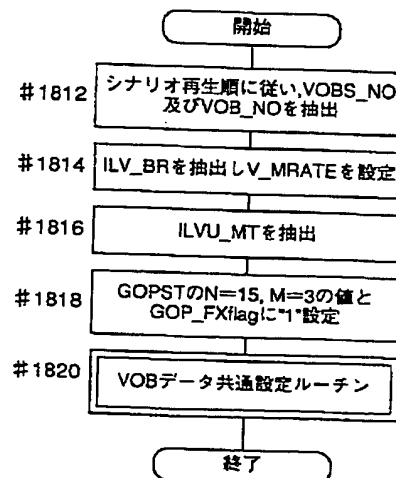 開始
#1812
シナリオ再生順に従い,VOBS_NO
及びVOB_NOを抽出
#1814
ILV_BRを抽出しV_MRATEを設定
#1816
ILVU_MTを抽出
#1818
GOPSTのN=15, M=3の値と
GOP_FXflagに"1"設定
#1820
VOBデータ共通設定ルーチン
終了